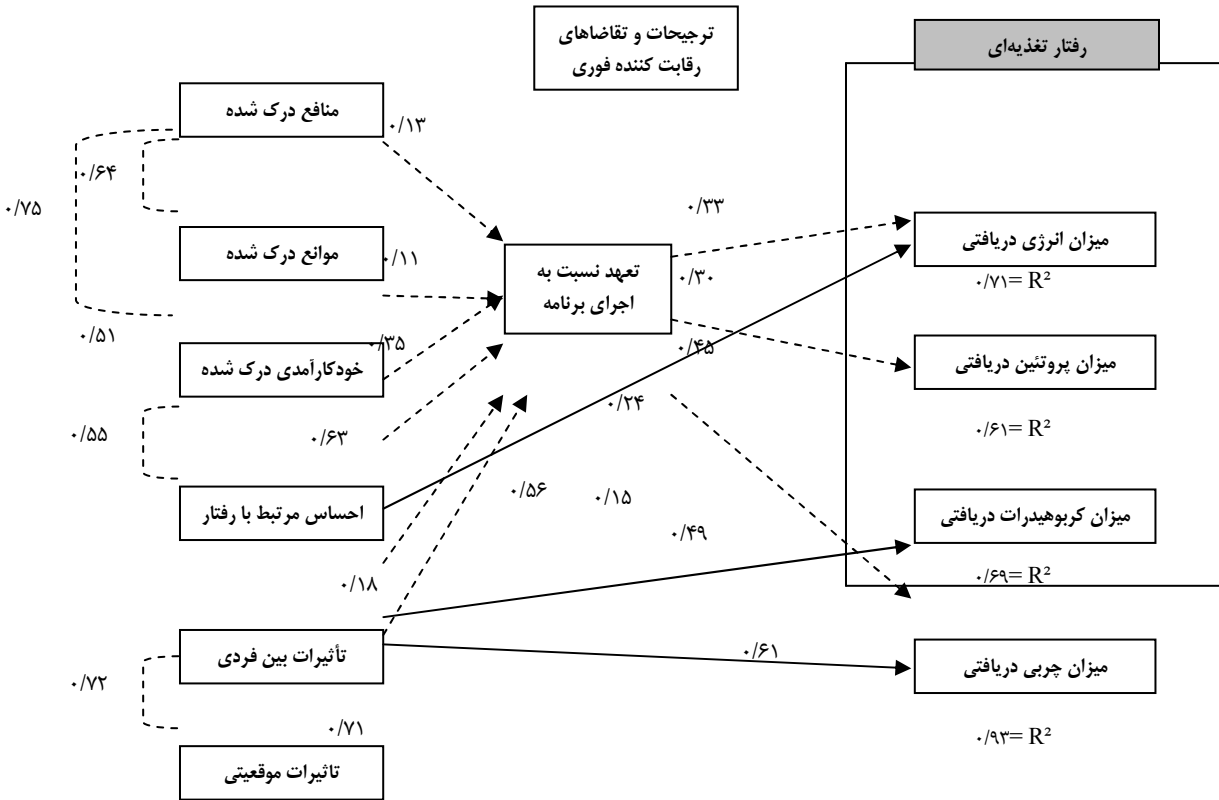 ترجیحات و تقاضاهای
رقابت کننده فوری
رفتار تغذیه‌ای
منافع درک شده
۰/۱۳
۰/۶۴
۰/۷۵
۰/۳۳
موانع درک شده
۰/۱۱
تعهد نسبت به
اجرای برنامه
میزان انرژی دریافتی
۰/۳۰
۰/۷۱= R²
۰/۵۱
۰/۳۵
۰/۴۵
خودکارآمدی درک شده
میزان پروتئین دریافتی
۰/۲۴
۰/۵۵
۰/۶۳
۰/۶۱= R²
احساس مرتبط با رفتار
۰/۵۶
۰/۱۵
میزان کربوهیدرات دریافتی
۰/۴۹
۰/۱۸
۰/۶۹= R²
تأثیرات بین فردی
۰/۶۱
میزان چربی دریافتی
۰/۷۲
۰/۷۱
۰/۹۳= R²
تاثیرات موقعیتی